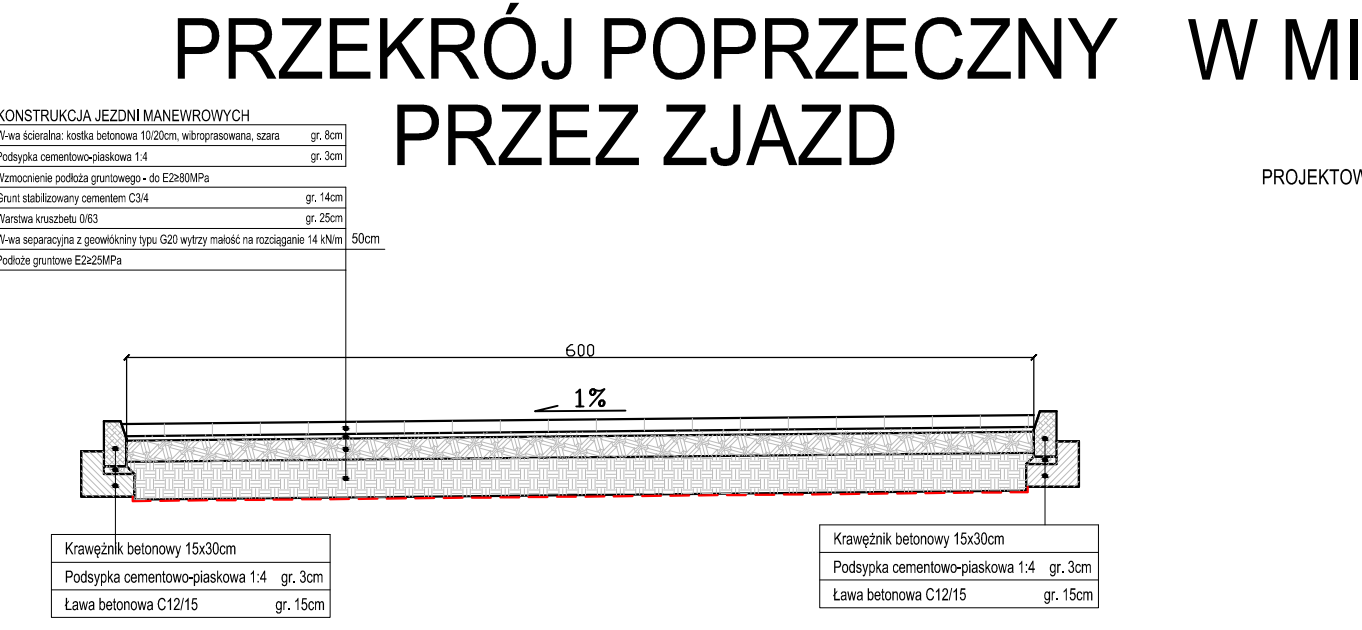 PRZEKRÓJ POPRZECZNY W MI
PRZEZ ZJAZD
KONSTRUKCJA JEZDNI MANEWROWYCH
W-wa ścieralna: kostka betonowa 10/20cm, wibroprasowana, szara gr. 8cm
Podsypka cementowo-piaskowa 1:4 gr. 3cm
Wzmocnienie podłoża gruntowego - do E2≥80MPa
Grunt stabilizowany cementem C3/4 gr. 14cm
Warstwa kruszbetu 0/63 gr. 25cm
W-wa separacyjna z geowłókniny typu G20 wytrzy małość na rozciąganie 14 kN/m 50cm
Podłoże gruntowe E2≥25MPa
PROJEKTOW
600
1%
Krawężnik betonowy 15x30cm
Podsypka cementowo-piaskowa 1:4 gr. 3cm
Ława betonowa C12/15 gr. 15cm
Krawężnik betonowy 15x30cm
Podsypka cementowo-piaskowa 1:4 gr. 3cm
Ława betonowa C12/15 gr. 15cm